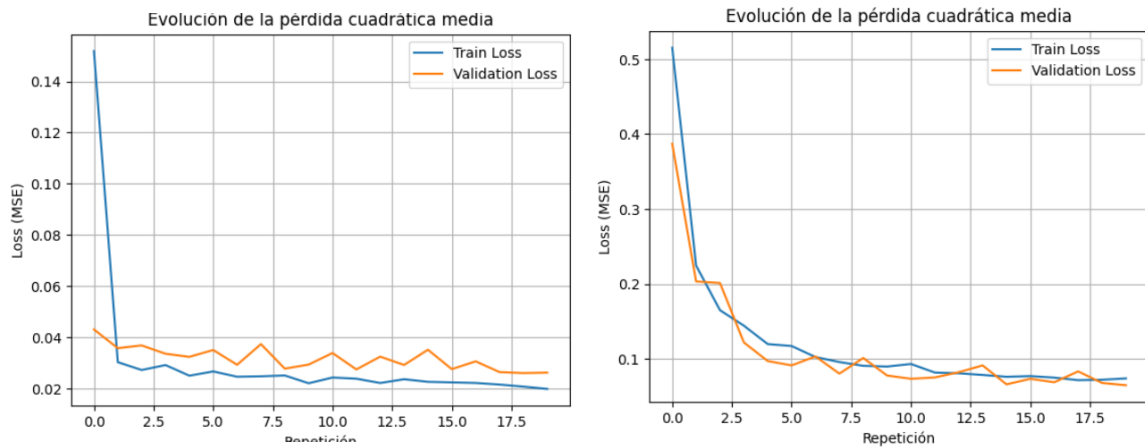 Evolución de la pérdida cuadrática media
Train Loss
Validation Loss
Loss (MSE)
0.14
0.12
0.10
0.08
0.06
0.04
0.02
0.0 2.5 5.0 7.5 10.0 12.5 15.0 17.5
Repetición
Evolución de la pérdida cuadrática media
Train Loss
Validation Loss
Loss (MSE)
0.5
0.4
0.3
0.2
0.1
0.0 2.5 5.0 7.5 10.0 12.5 15.0 17.5
Repetición